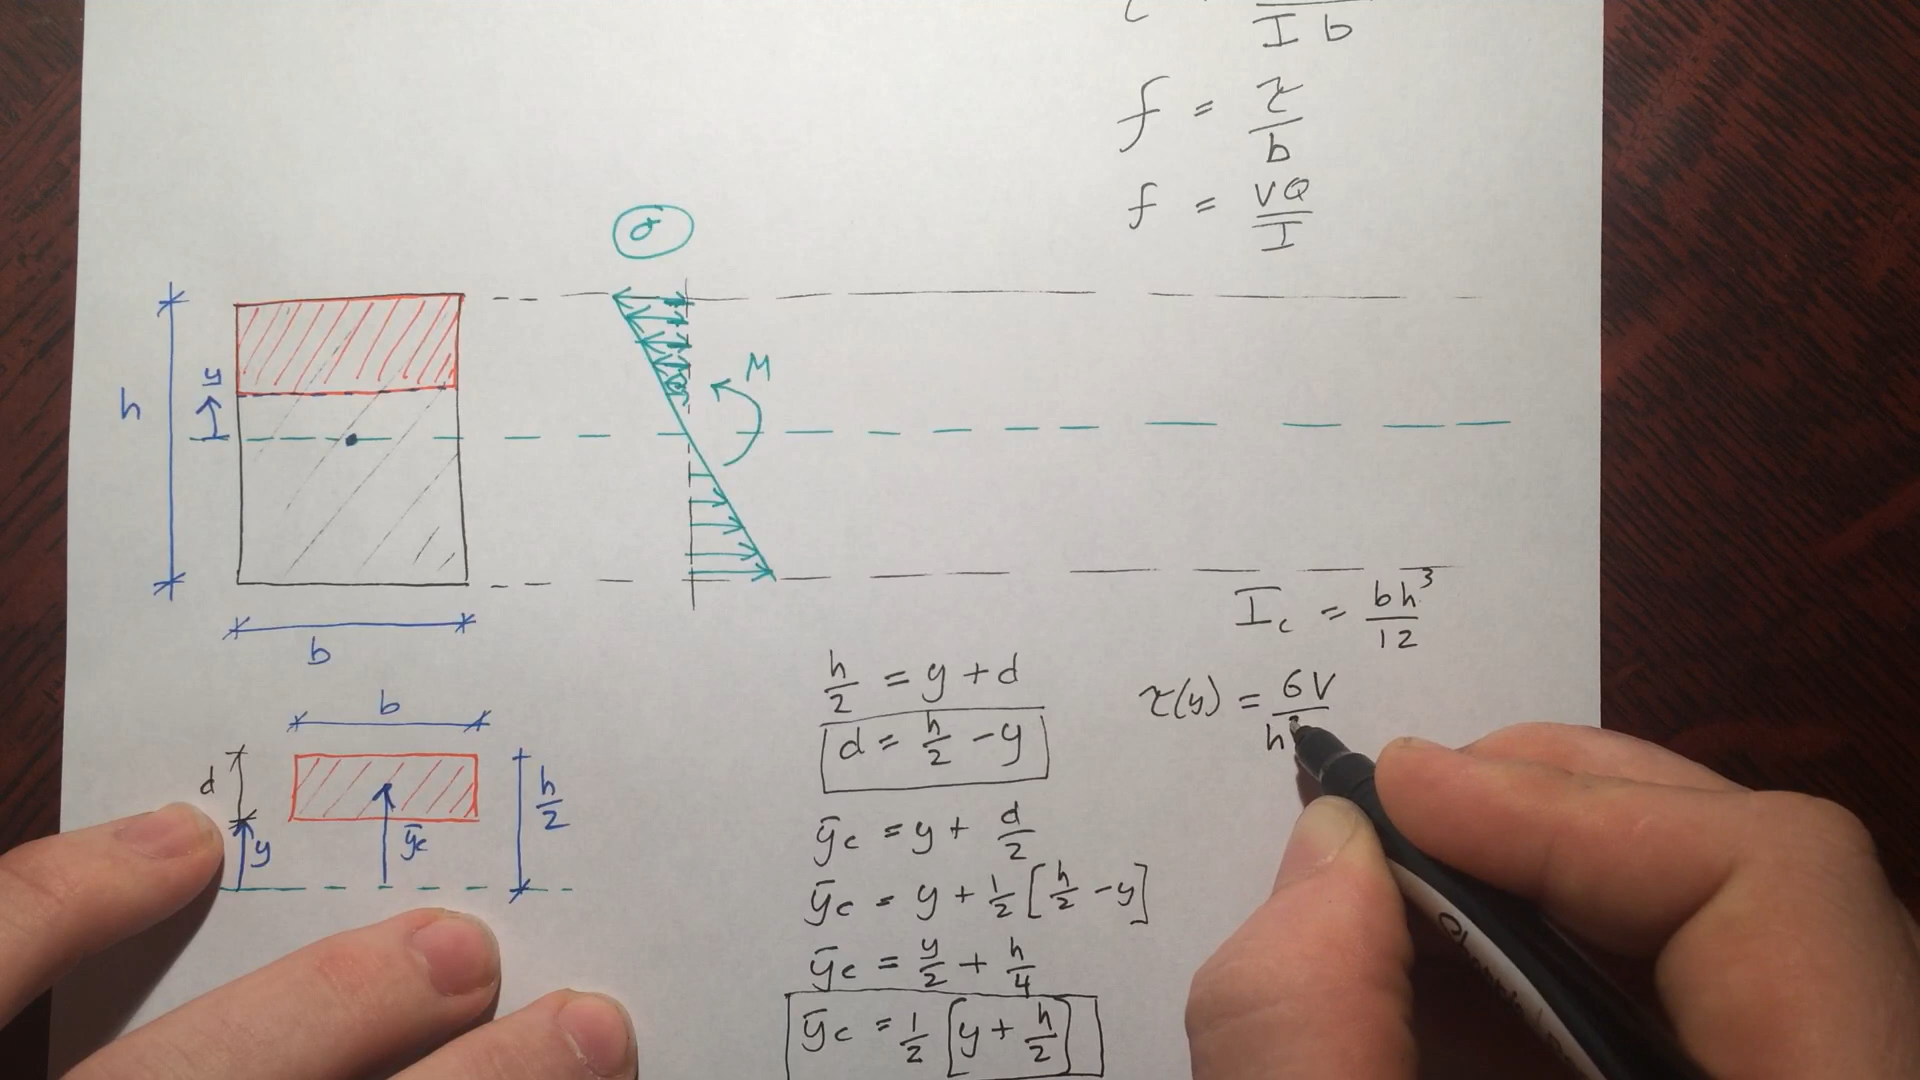 I b
f = τ/b
f = VQ/I
σ
M
h
y
b
I_c = bh³/12
h/2 = y + d
τ(y) = 6V/h
d = h/2 - y
b
d
y
ȳc
h/2
ȳc = y + d/2
ȳc = y + 1/2 [h/2 - y]
ȳc = y/2 + h/4
ȳc = 1/2 [y + h/2]